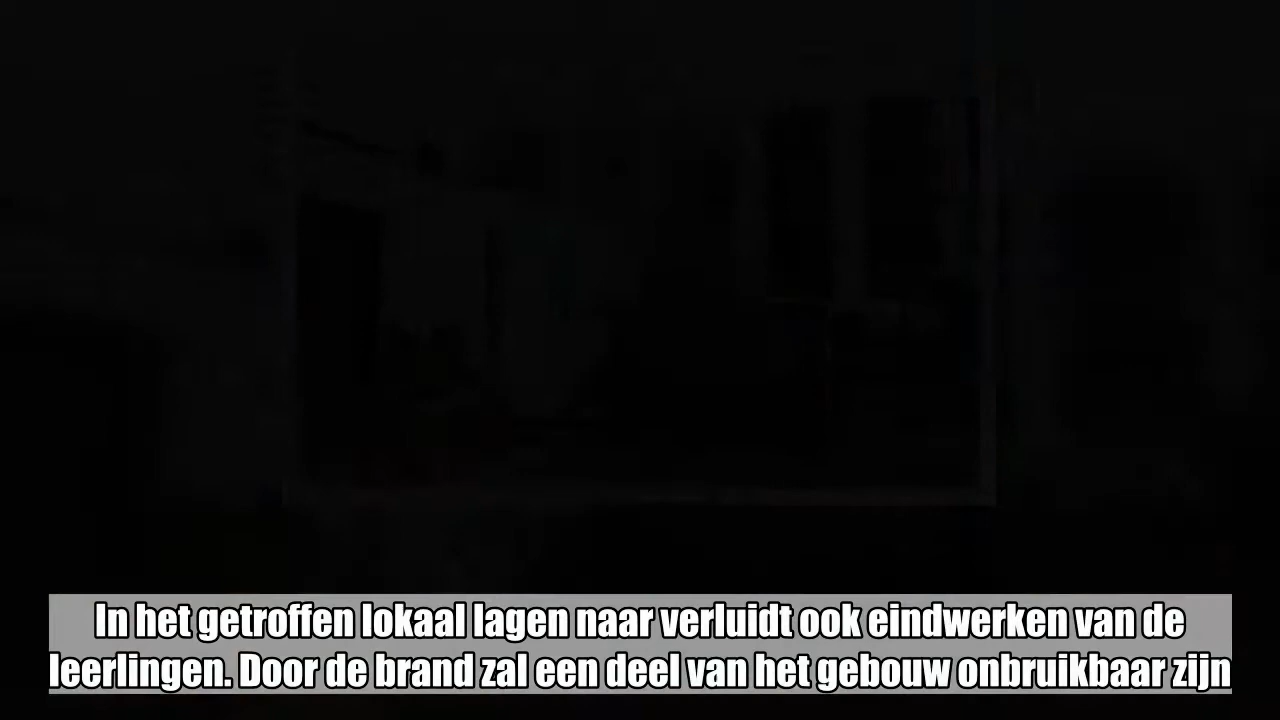 In het getroffen lokaal lagen naar verluidt ook eindwerken van de
leerlingen. Door de brand zal een deel van het gebouw onbruikbaar zijn